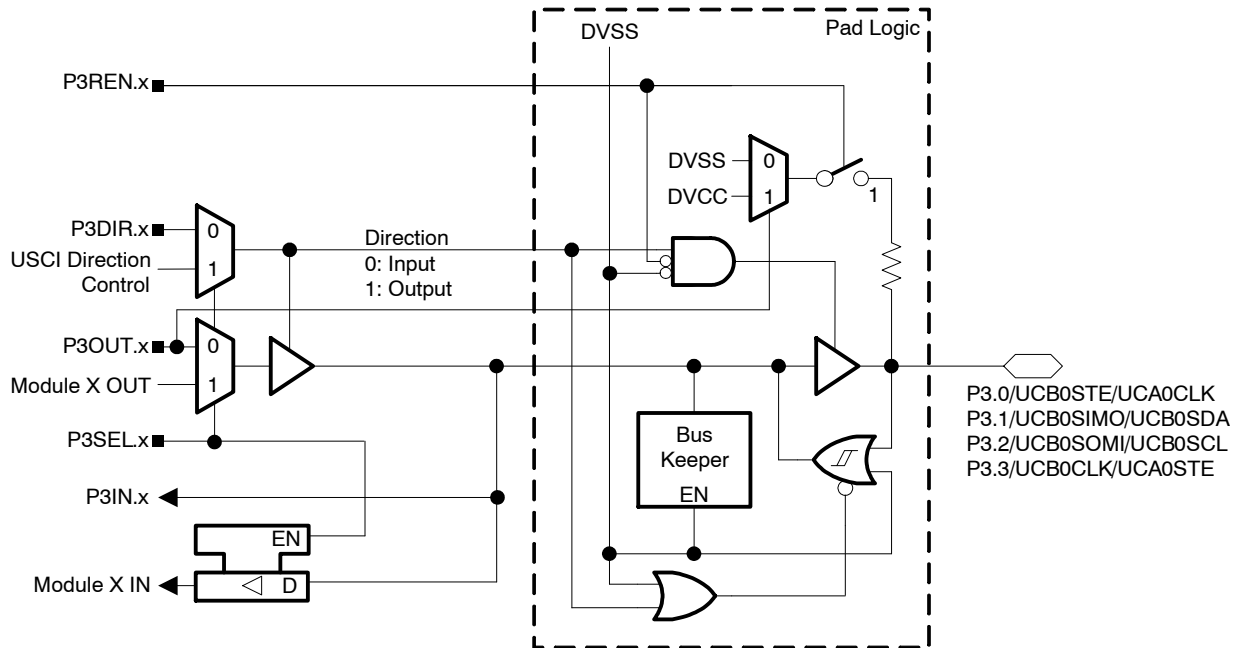 Pad Logic
DVSS
P3REN.x
DVSS
0
DVCC
1
1
P3DIR.x
0
USCI Direction
Control
1
Direction
0: Input
1: Output
P3OUT.x
0
Module X OUT
1
P3SEL.x
P3.0/UCB0STE/UCA0CLK
P3.1/UCB0SIMO/UCB0SDA
P3.2/UCB0SOMI/UCB0SCL
P3.3/UCB0CLK/UCA0STE
Bus
Keeper
EN
P3IN.x
EN
Module X IN
D